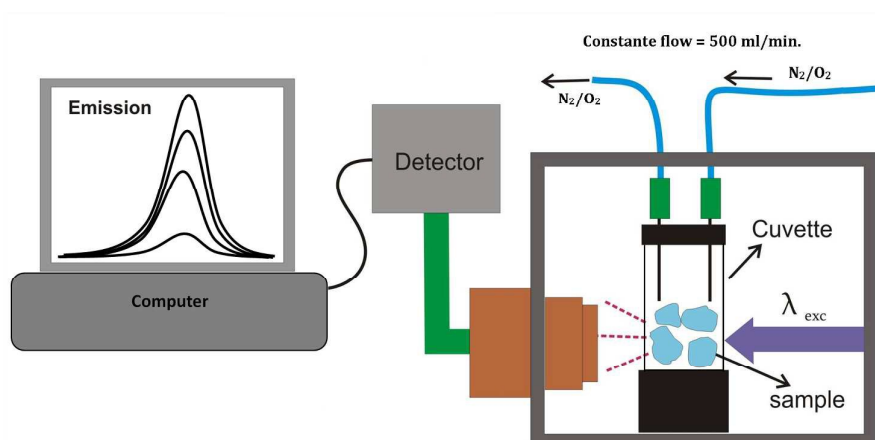 Constante flow = 500 ml/min.
N₂/O₂
N₂/O₂
Emission
Detector
Cuvette
Computer
λ exc
sample